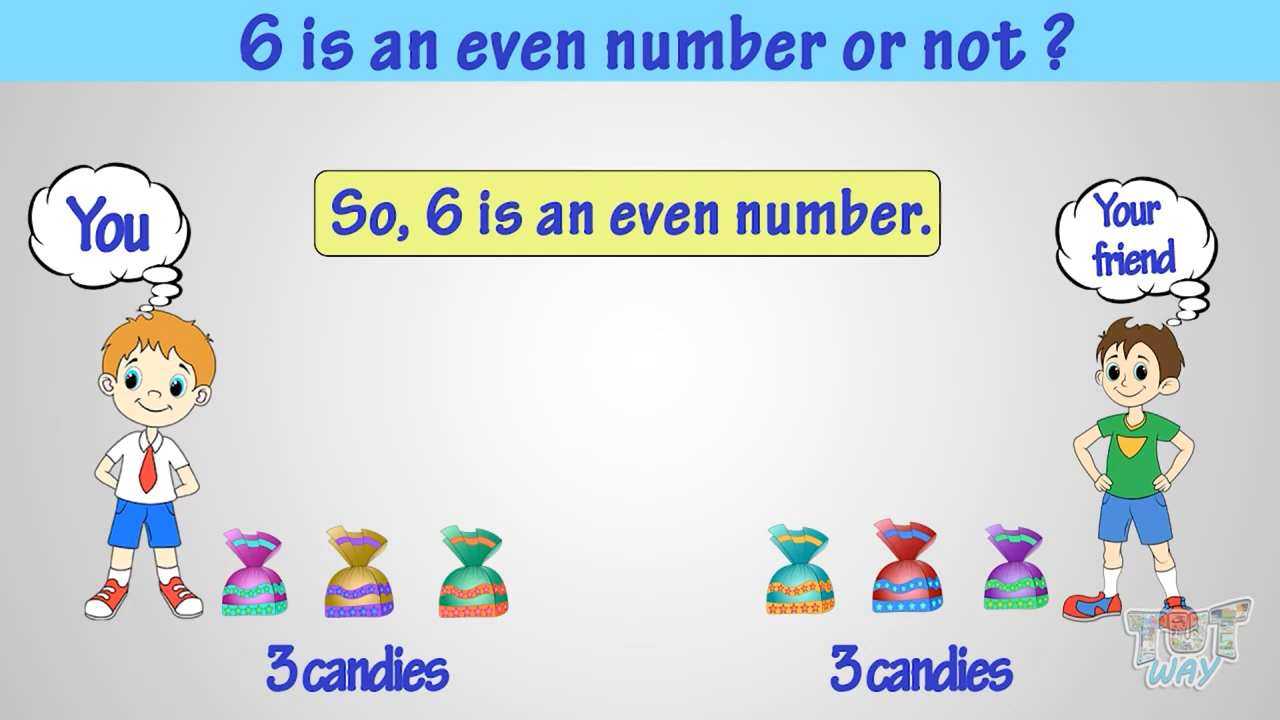 6 is an even number or not ?
You
So, 6 is an even number.
Your
friend
3 candies
3 candies
TOT
WAY